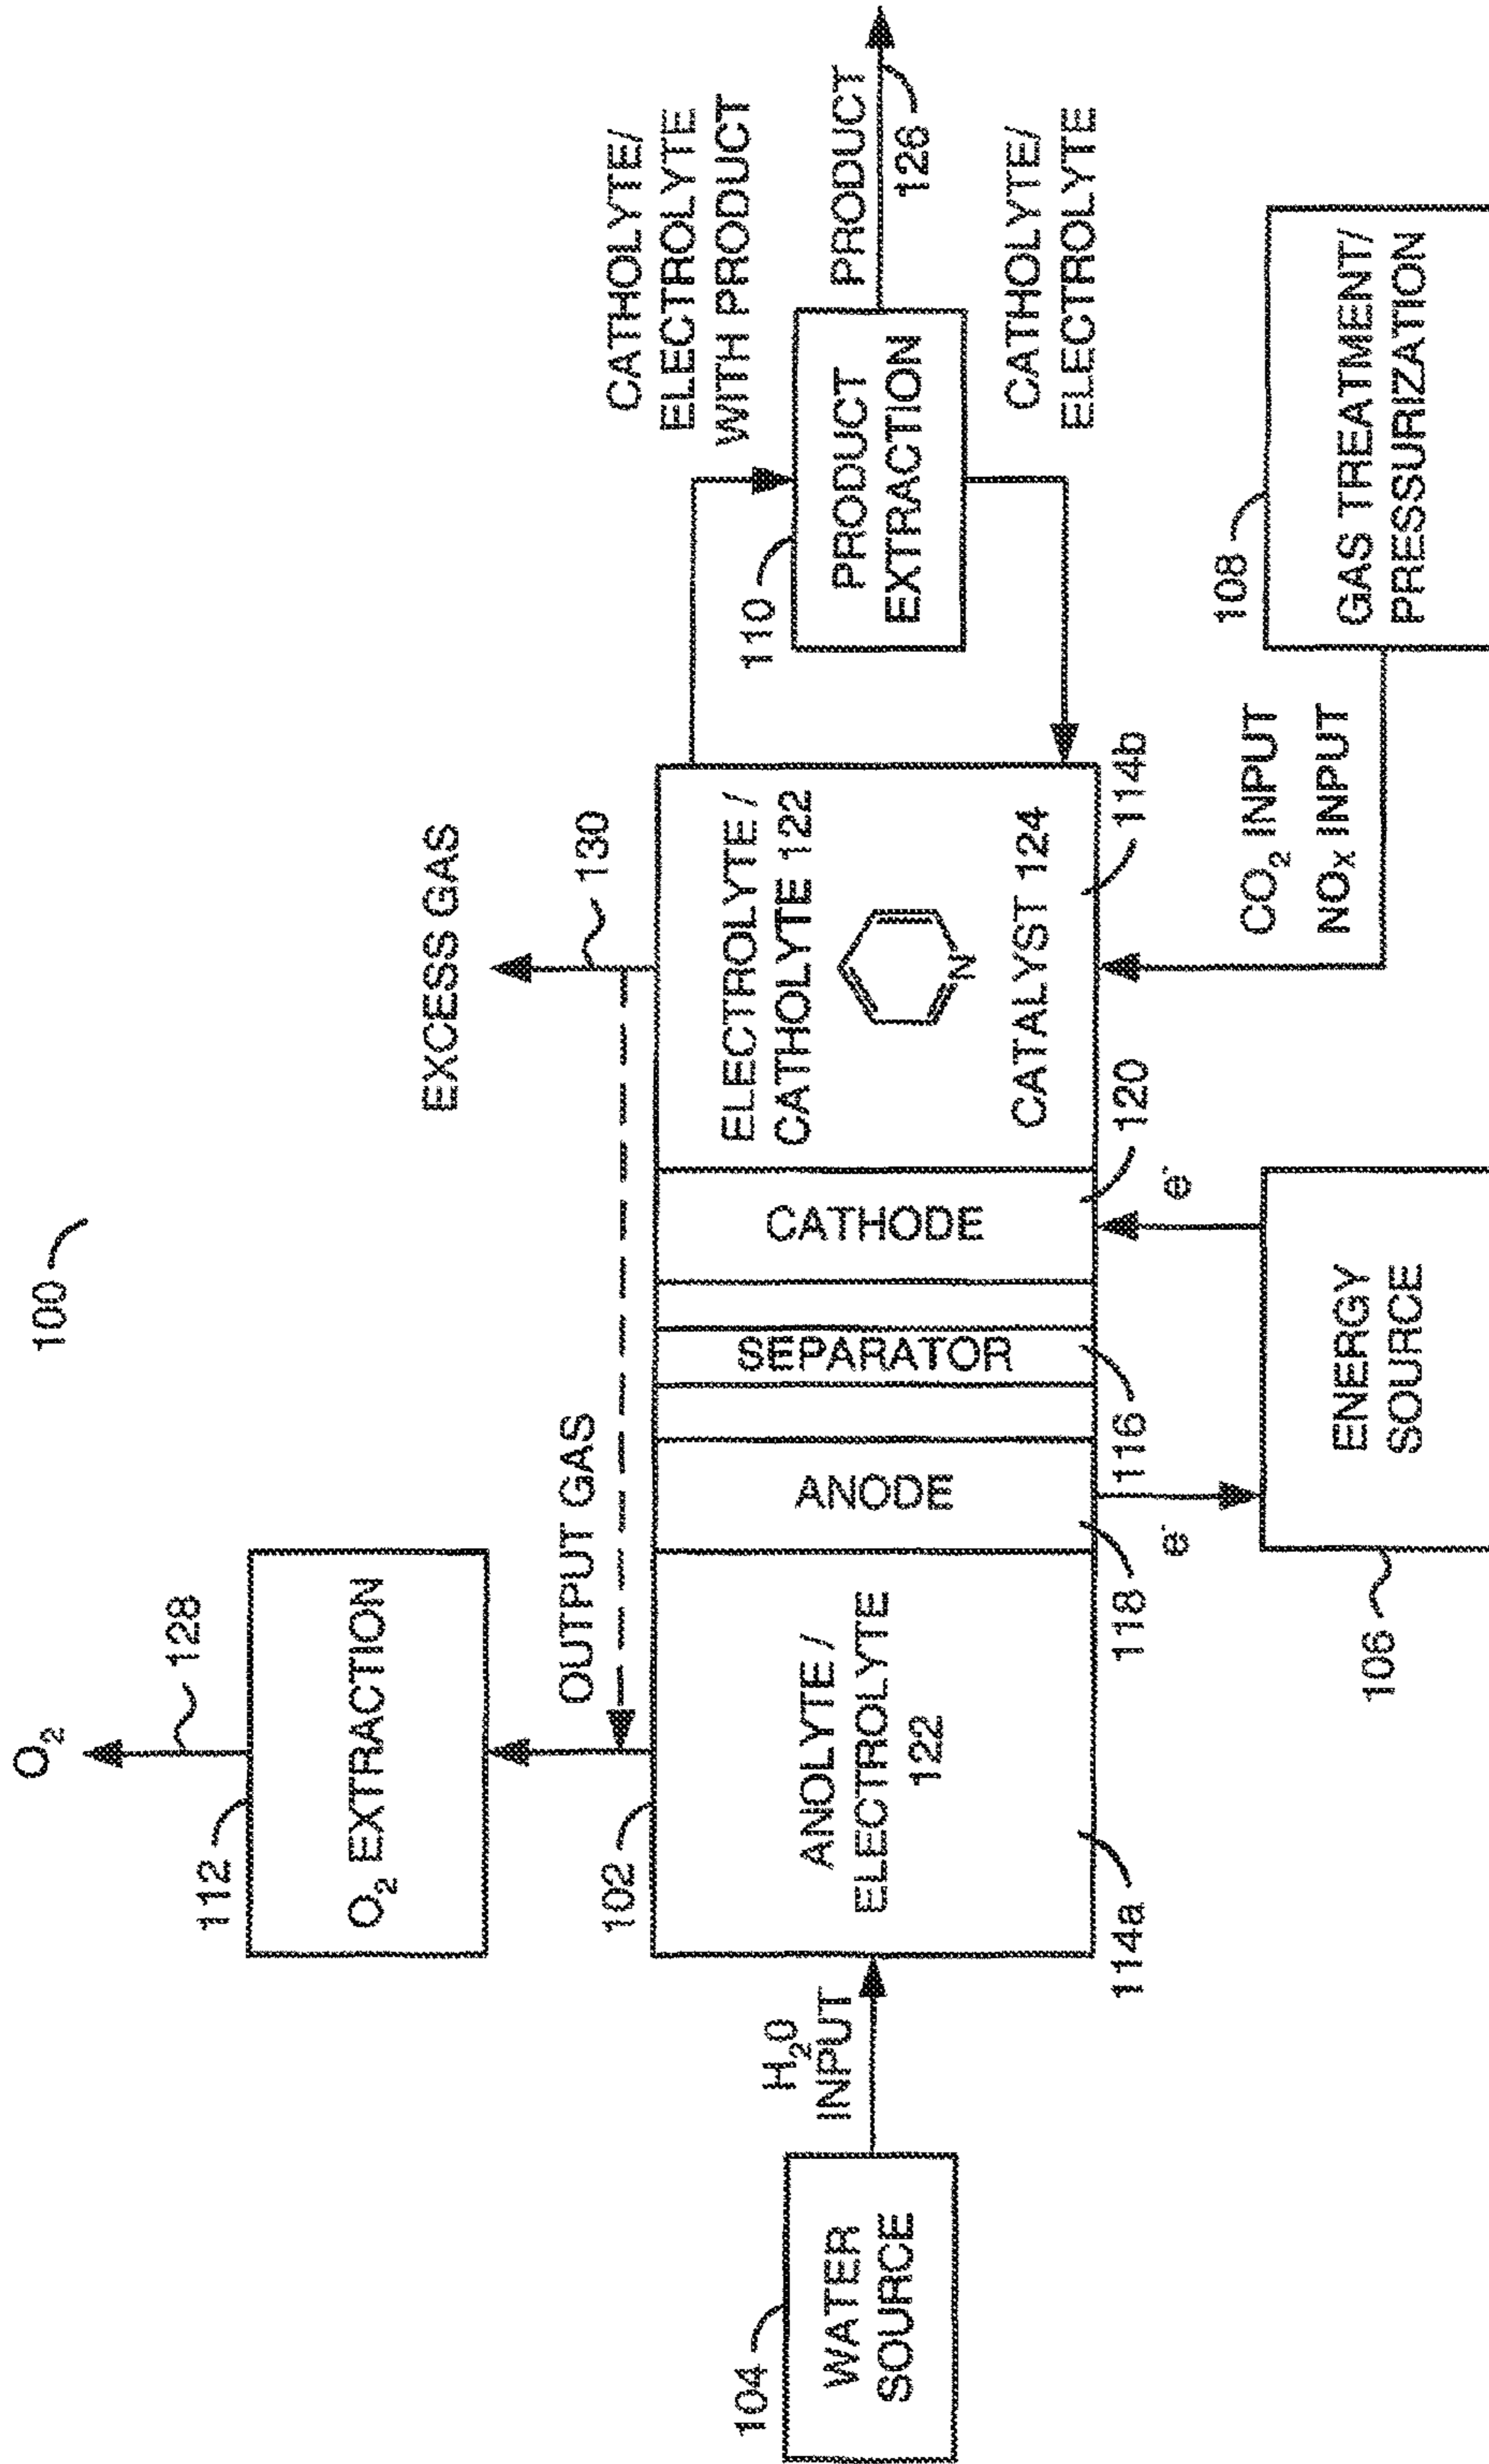 100
O2
128
112
O2 EXTRACTION
EXCESS GAS
130
OUTPUT GAS
102
CATHOLYTE/
ELECTROLYTE
WITH PRODUCT
104
WATER
SOURCE
H2O
INPUT
ANOLYTE /
ELECTROLYTE
122
ANODE
SEPARATOR
CATHODE
ELECTROLYTE /
CATHOLYTE 122
N
CATALYST 124
110
PRODUCT
EXTRACTION
PRODUCT
126
CATHOLYTE/
ELECTROLYTE
114a
118
116
120
114b
e-
e-
106
ENERGY
SOURCE
CO2 INPUT
NOX INPUT
108
GAS TREATMENT/
PRESSURIZATION